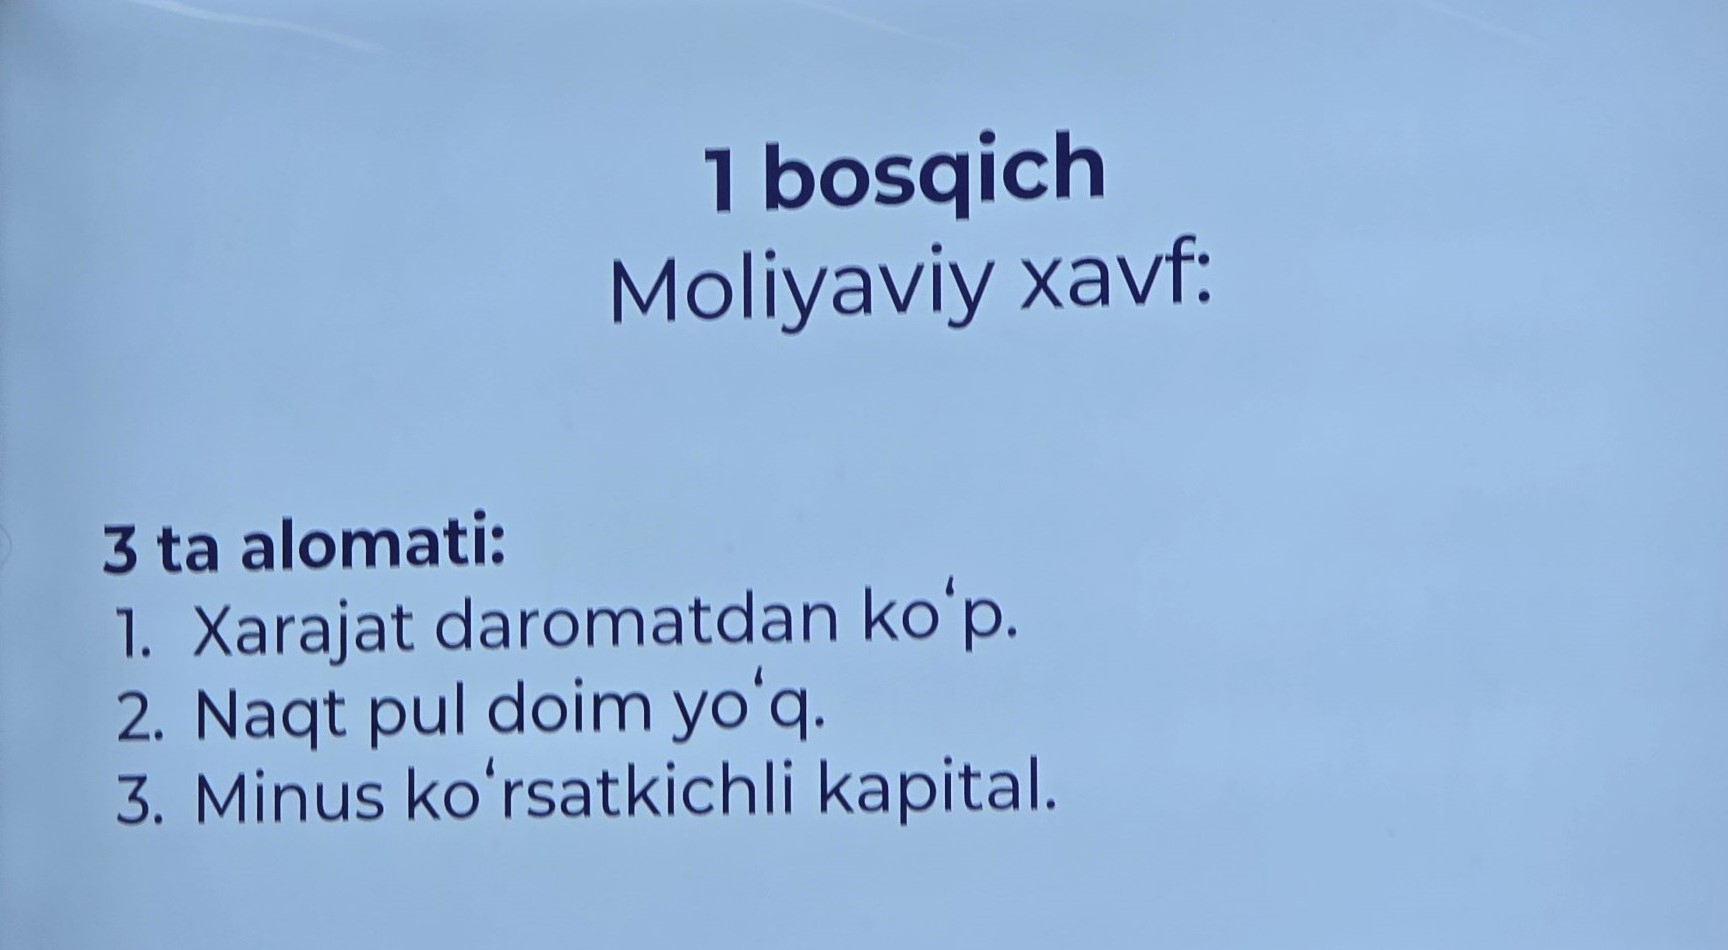 1 bosqich
Moliyaviy xavf:
3 ta alomati:
1. Xarajat daromatdan koʻp.
2. Naqt pul doim yoʻq.
3. Minus koʻrsatkichli kapital.